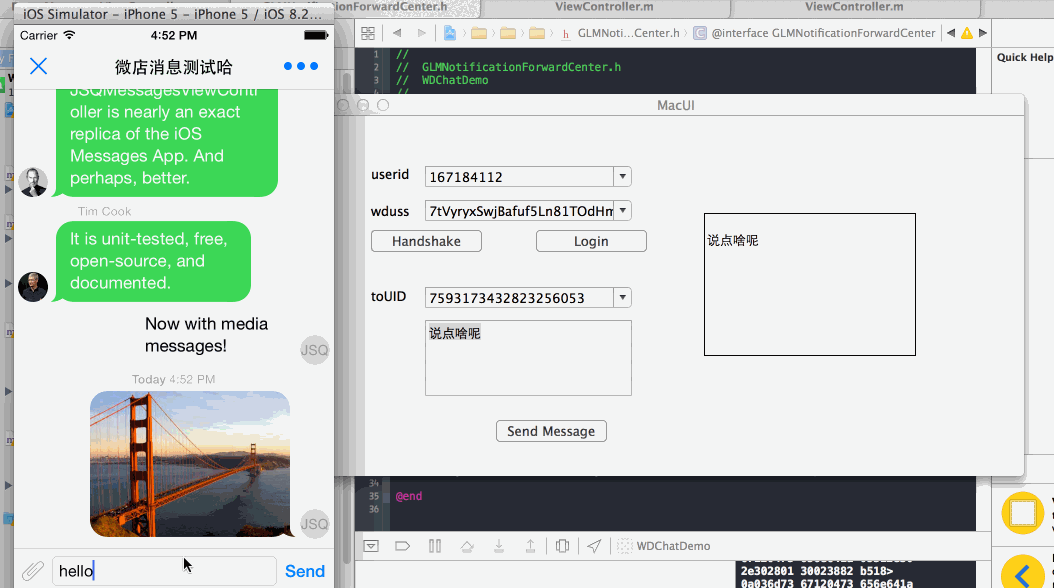 iOS Simulator – iPhone 5 – iPhone 5 / iOS 8.2...
ionForwardCenter.h
ViewController.m
ViewController.m
Carrier
4:52 PM
微店消息测试哈
JSQMessagesViewContr
oller is nearly an exact
replica of the iOS
Messages App. And
perhaps, better.
Tim Cook
It is unit-tested, free,
open-source, and
documented.
Now with media
messages!
JSQ
Today 4:52 PM
JSQ
hello
Send
GLMNoti...Center.h
@interface GLMNotificationForwardCenter
Quick Help
1 //
2 // GLMNotificationForwardCenter.h
3 // WDChatDemo
4 //
MacUI
userid
167184112
wduss
7tVyryxSwjBafuf5Ln81TOdHm
Handshake
Login
toUID
7593173432823256053
说点啥呢
Send Message
说点啥呢
34
35 @end
36
WDChatDemo
2e302801 30023882 b518>
0a036d73 67120473 656e641a